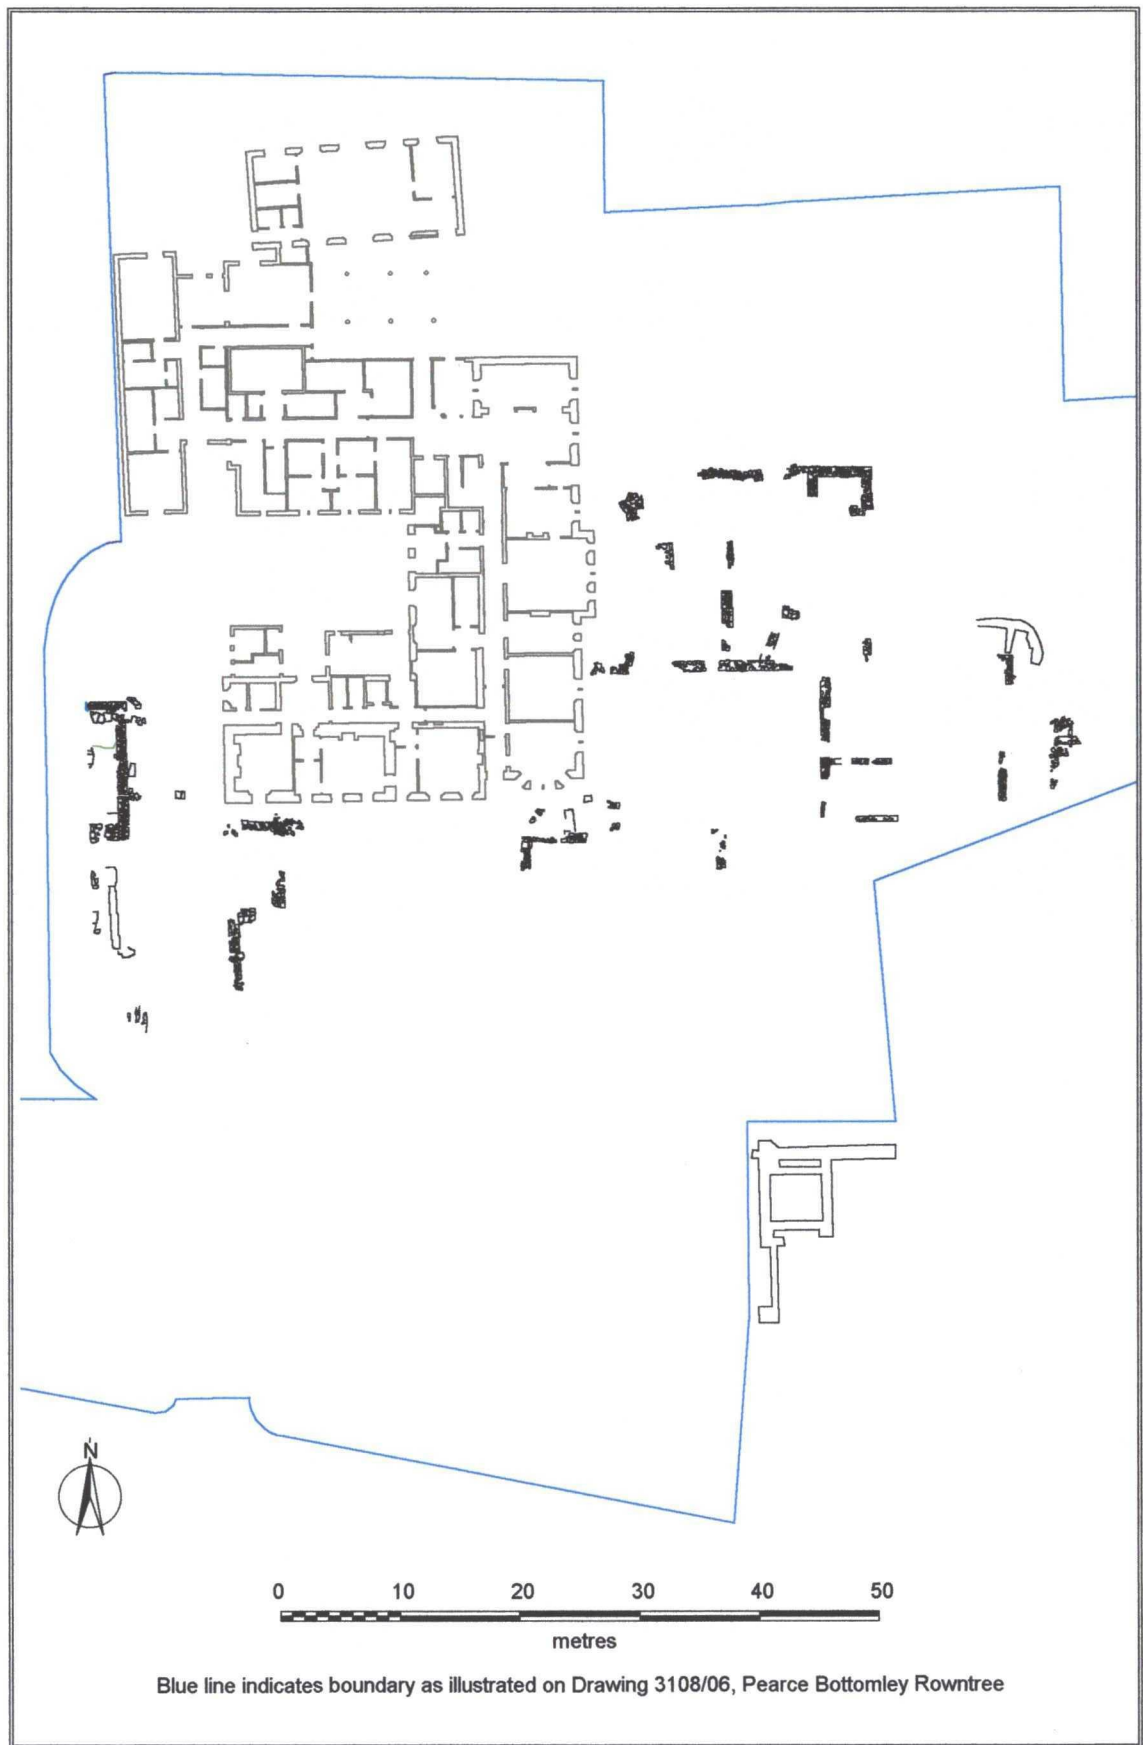 N
0 10 20 30 40 50
metres
Blue line indicates boundary as illustrated on Drawing 3108/06, Pearce Bottomley Rowntree